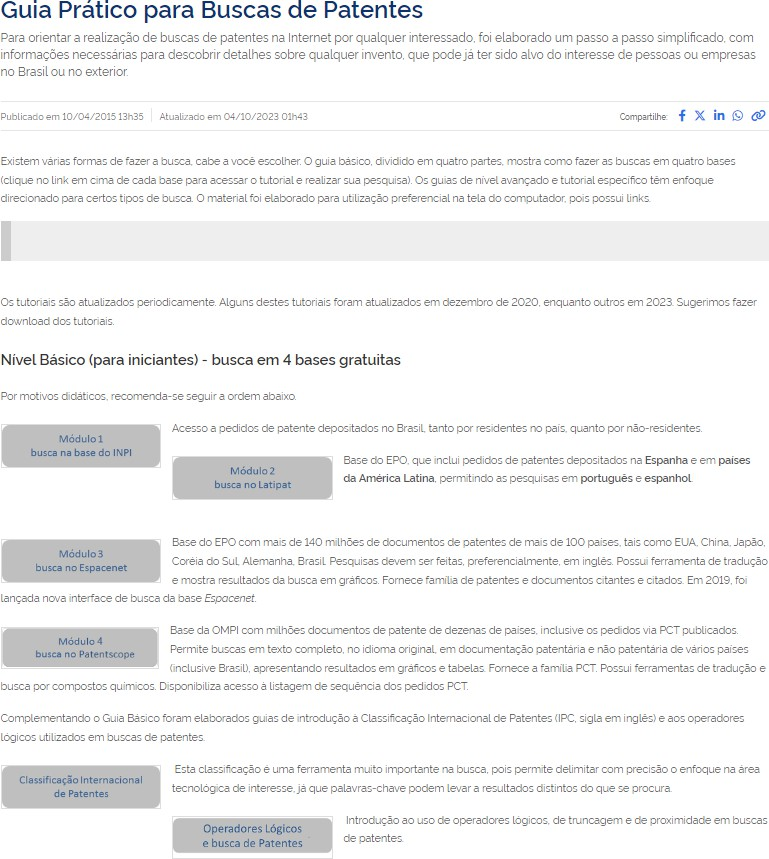 Guia Prático para Buscas de Patentes
Para orientar a realização de buscas de patentes na Internet por qualquer interessado, foi elaborado um passo a passo simplificado, com
informações necessárias para descobrir detalhes sobre qualquer invento, que pode já ter sido alvo do interesse de pessoas ou empresas
no Brasil ou no exterior.
Publicado em 10/04/2015 13h35
Atualizado em 04/10/2023 01h43
Compartilhe:
Existem várias formas de fazer a busca, cabe a você escolher. O guia básico, dividido em quatro partes, mostra como fazer as buscas em quatro bases
(clique no link em cima de cada base para acessar o tutorial e realizar sua pesquisa). Os guias de nível avançado e tutorial específico têm enfoque
direcionado para certos tipos de busca. O material foi elaborado para utilização preferencial na tela do computador, pois possui links.
Os tutoriais são atualizados periodicamente. Alguns destes tutoriais foram atualizados em dezembro de 2020, enquanto outros em 2023. Sugerimos fazer
download dos tutoriais.
Nível Básico (para iniciantes) - busca em 4 bases gratuitas
Por motivos didáticos, recomenda-se seguir a ordem abaixo.
Módulo 1
busca na base do INPI
Acesso a pedidos de patente depositados no Brasil, tanto por residentes no país, quanto por não-residentes.
Módulo 2
busca no Latipat
Base do EPO, que inclui pedidos de patentes depositados na Espanha e em países
da América Latina, permitindo as pesquisas em português e espanhol.
Módulo 3
busca no Espacenet
Base do EPO com mais de 140 milhões de documentos de patentes de mais de 100 países, tais como EUA, China, Japão,
Coréia do Sul, Alemanha, Brasil. Pesquisas devem ser feitas, preferencialmente, em inglês. Possui ferramenta de tradução
e mostra resultados da busca em gráficos. Fornece família de patentes e documentos citantes e citados. Em 2019, foi
lançada nova interface de busca da base Espacenet.
Módulo 4
busca no Patentscope
Base da OMPI com milhões documentos de patente de dezenas de países, inclusive os pedidos via PCT publicados.
Permite buscas em texto completo, no idioma original, em documentação patentária e não patentária de vários países
(inclusive Brasil), apresentando resultados em gráficos e tabelas. Fornece a família PCT. Possui ferramentas de tradução e
busca por compostos químicos. Disponibiliza acesso à listagem de sequência dos pedidos PCT.
Complementando o Guia Básico foram elaborados guias de introdução à Classificação Internacional de Patentes (IPC, sigla em inglês) e aos operadores
lógicos utilizados em buscas de patentes.
Classificação Internacional
de Patentes
Esta classificação é uma ferramenta muito importante na busca, pois permite delimitar com precisão o enfoque na área
tecnológica de interesse, já que palavras-chave podem levar a resultados distintos do que se procura.
Operadores Lógicos
e busca de Patentes
Introdução ao uso de operadores lógicos, de truncagem e de proximidade em buscas
de patentes.